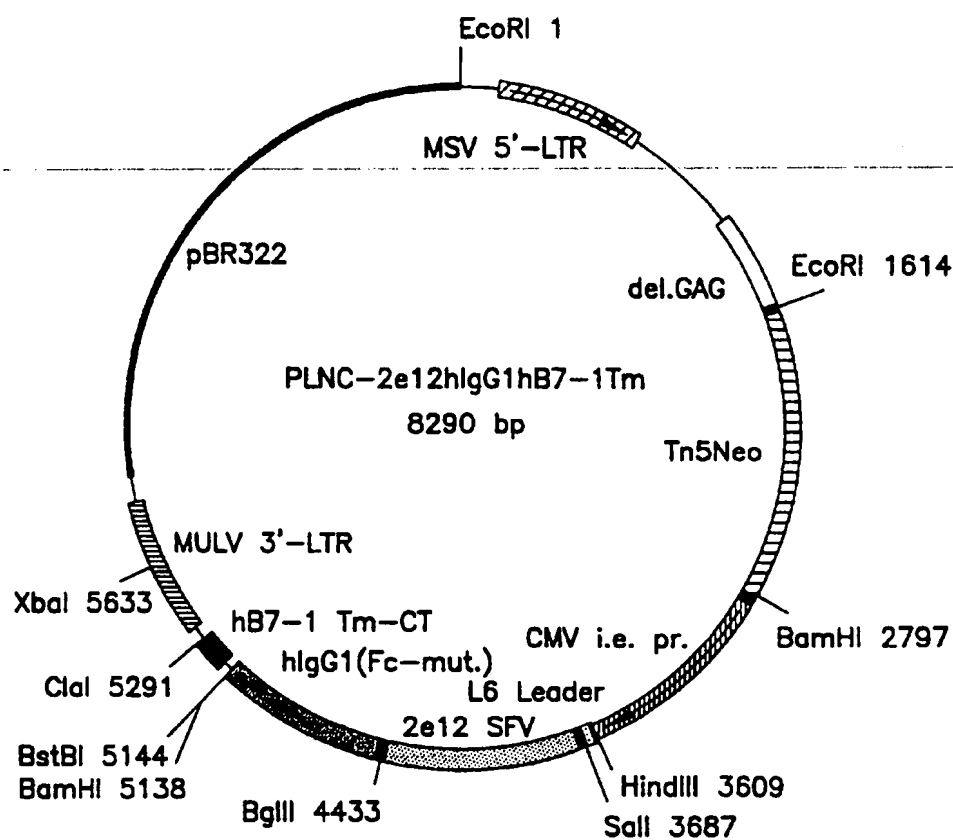 EcoRI 1
MSV 5'-LTR
pBR322
EcoRI 1614
del.GAG
PLNC-2e12hIgG1hB7-1Tm
8290 bp
Tn5Neo
MULV 3'-LTR
XbaI 5633
hB7-1 Tm-CT
CMV i.e. pr.
BamHI 2797
hIgG1(Fc-mut.)
ClaI 5291
L6 Leader
2e12 SFV
BstBI 5144
BamHI 5138
HindIII 3609
BglII 4433
SalI 3687